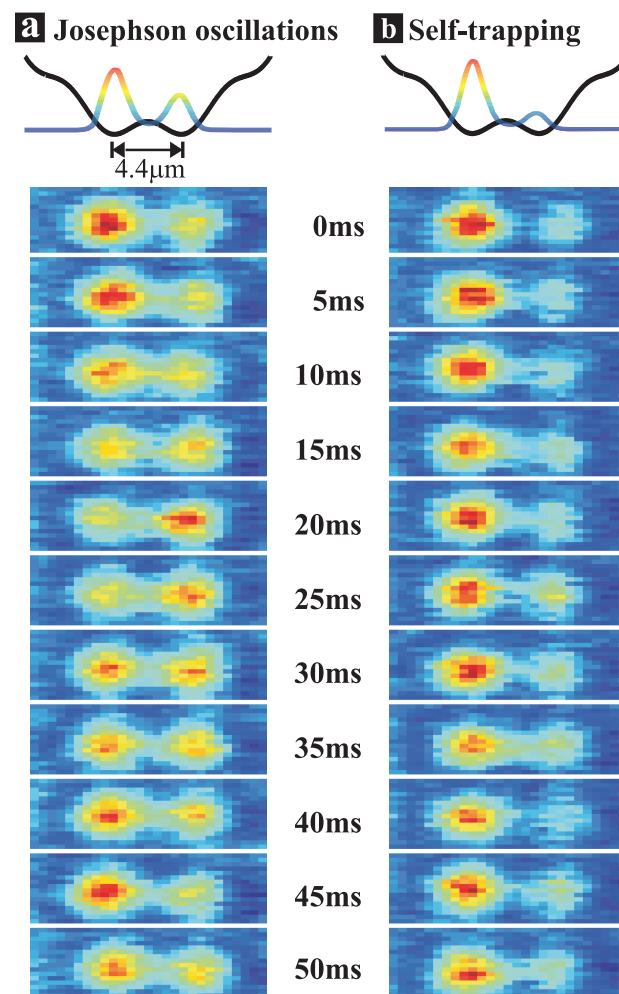 a Josephson oscillations
b Self-trapping
4.4μm
0ms
5ms
10ms
15ms
20ms
25ms
30ms
35ms
40ms
45ms
50ms